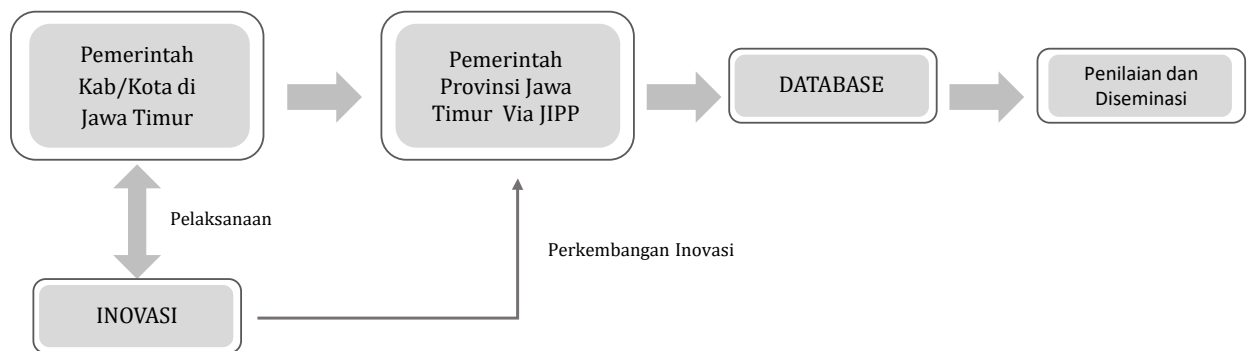 Pemerintah
Kab/Kota di
Jawa Timur
Pemerintah
Provinsi Jawa
Timur Via JIPP
DATABASE
Penilaian dan
Diseminasi
Pelaksanaan
Perkembangan Inovasi
INOVASI